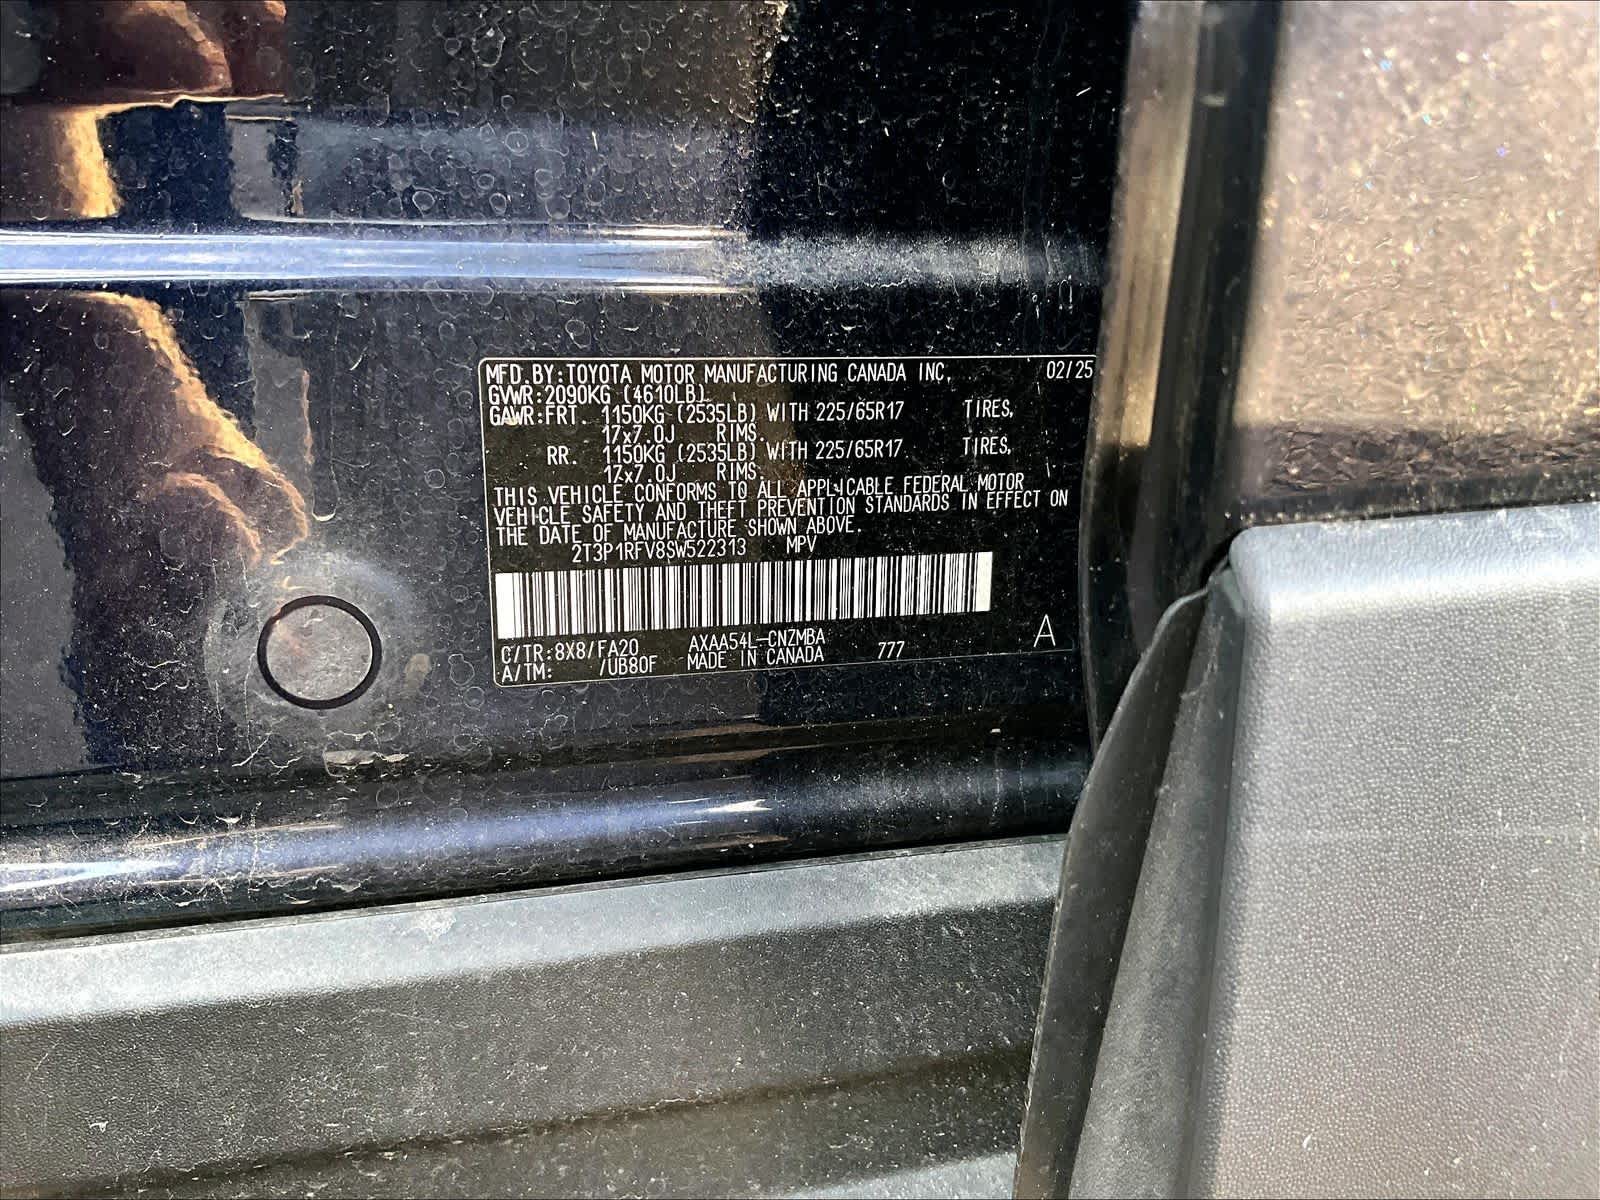 MFD.BY:TOYOTA MOTOR MANUFACTURING CANADA INC. 02/25
GVWR:2090KG (4610LB)
GAWR:FRT. 1150KG (2535LB) WITH 225/65R17 TIRES,
17x7.0J RIMS.
RR. 1150KG (2535LB) WITH 225/65R17 TIRES,
17x7.0J RIMS.
THIS VEHICLE CONFORMS TO ALL APPLICABLE FEDERAL MOTOR
VEHICLE SAFETY AND THEFT PREVENTION STANDARDS IN EFFECT ON
THE DATE OF MANUFACTURE SHOWN ABOVE.
2T3P1RFV8SW522313 MPV
C/TR:8X8/FA20 AXAA54L-CNZMBA
A/TM: /UB80F MADE IN CANADA 777 A